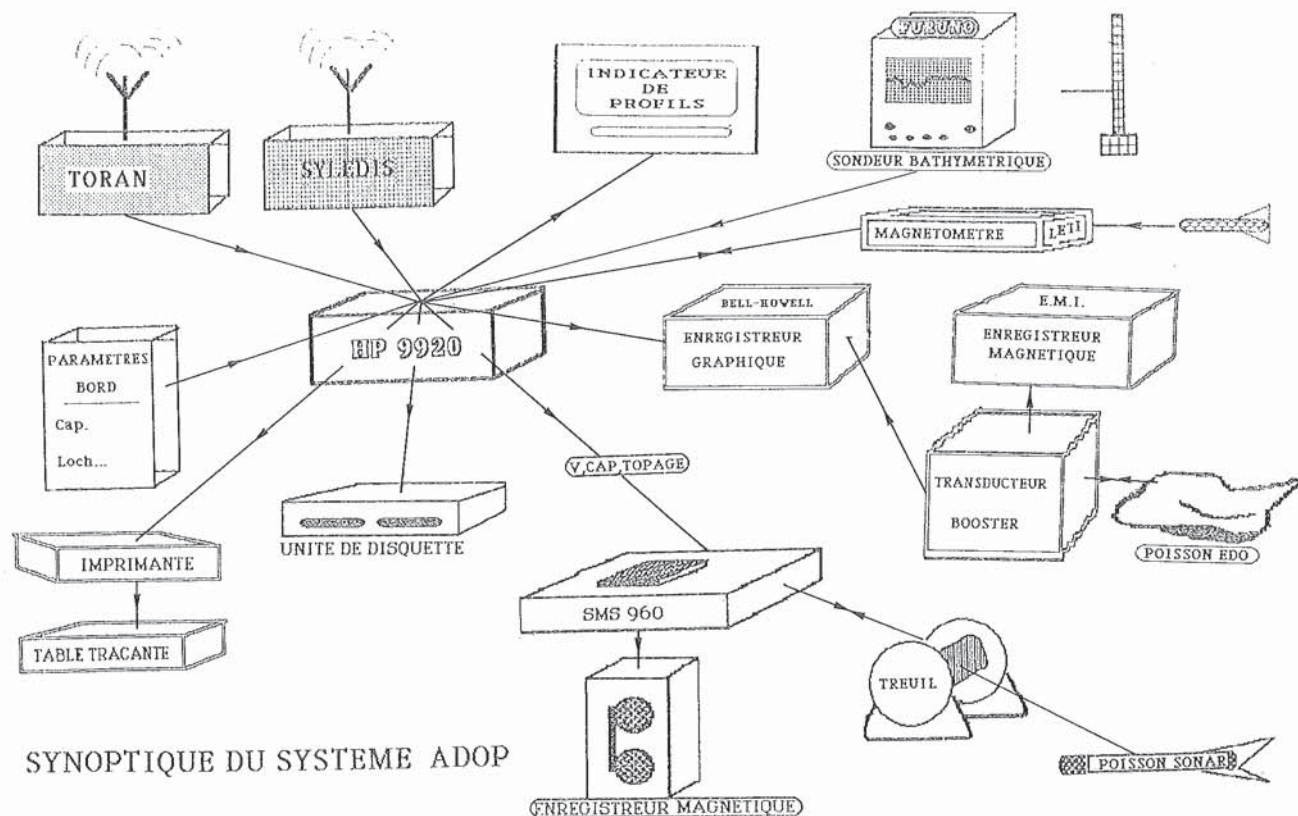 TORAN
SYLEDIS
INDICATEUR
DE
PROFILS
FURUNO
SONDEUR BATHYMETRIQUE
MAGNETOMETRE
LETI
HP 9920
PARAMETRES
BORD
Cap.
Loch...
BELL-HOWELL
ENREGISTREUR
GRAPHIQUE
E.M.I.
ENREGISTREUR
MAGNETIQUE
V,CAP,TOPAGE
TRANSDUCTEUR
BOOSTER
POISSON EDO
UNITE DE DISQUETTE
IMPRIMANTE
TABLE TRACANTE
SMS 960
TREUIL
POISSON SONAR
ENREGISTREUR MAGNETIQUE
SYNOPTIQUE DU SYSTEME ADOP